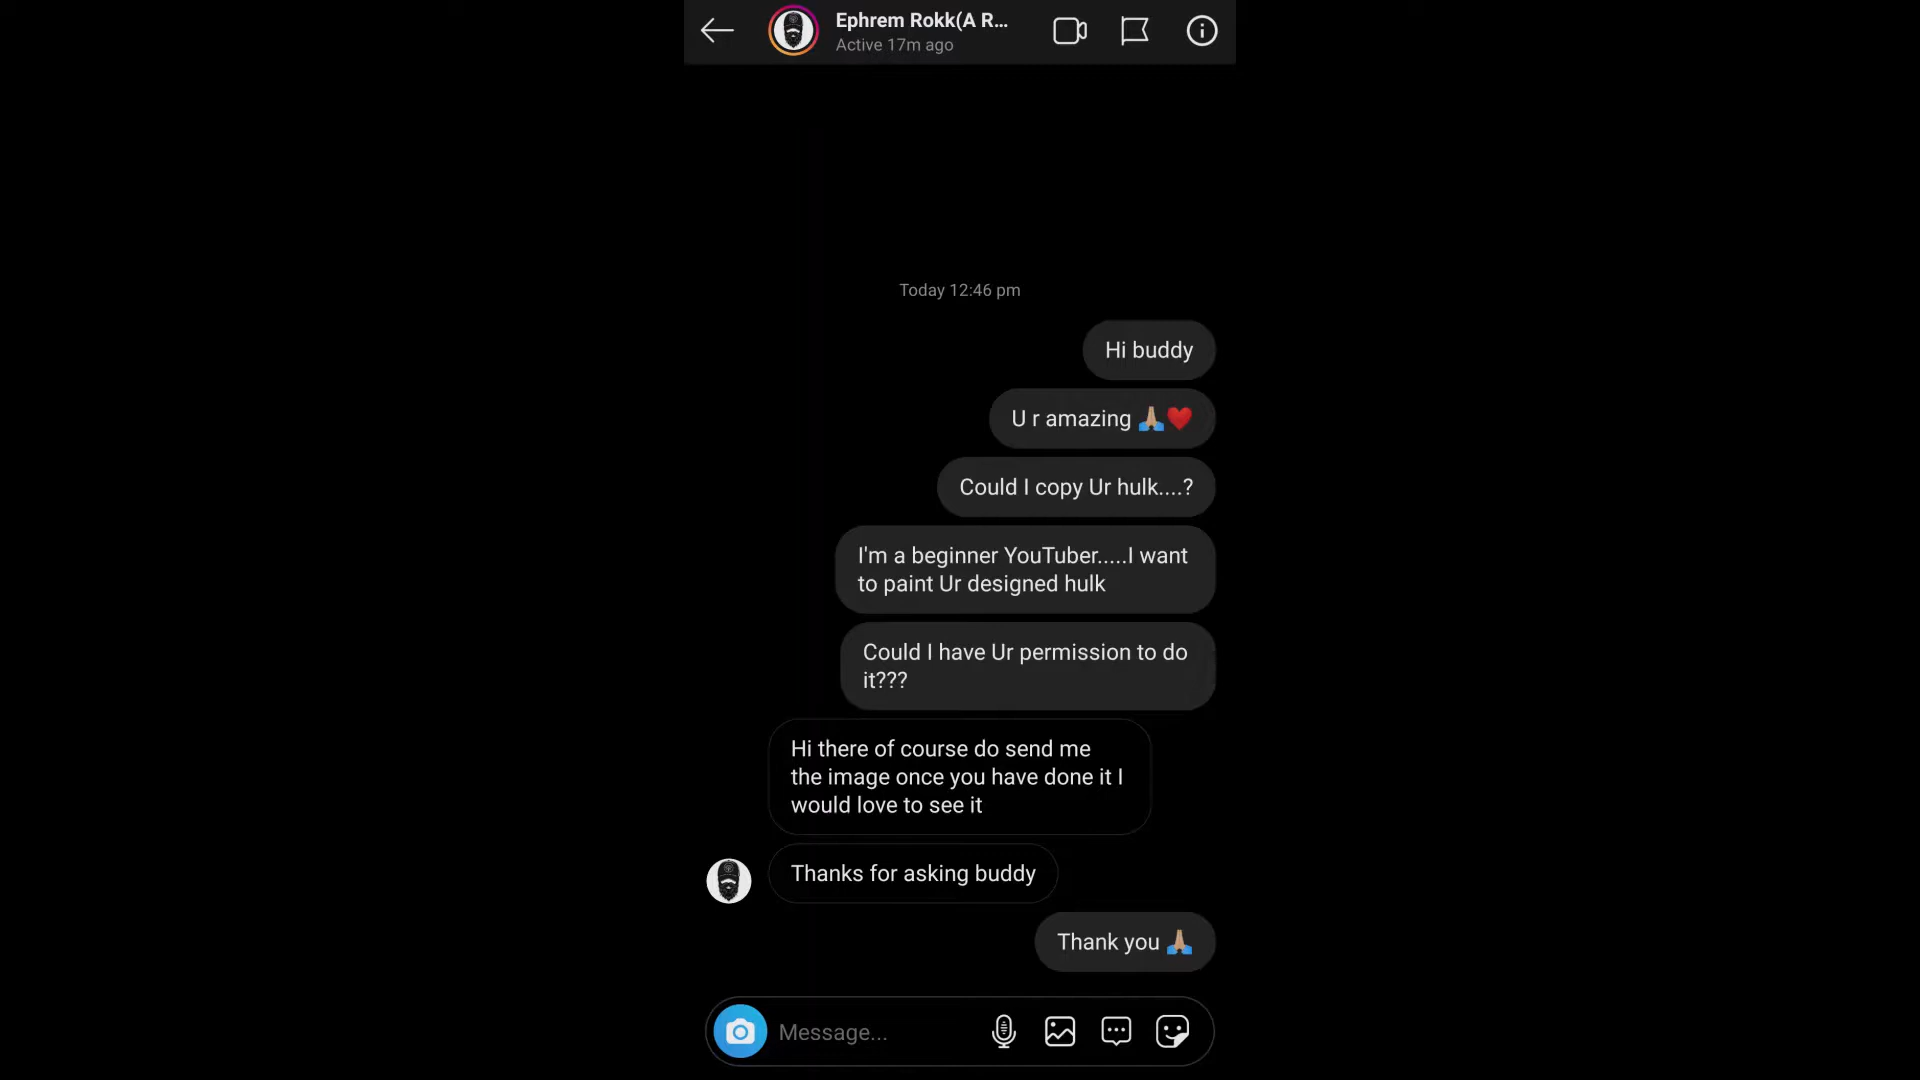 Ephrem Rokk(A R...
Active 17m ago
Today 12:46 pm
Hi buddy
U r amazing 🙏🏼❤️
Could I copy Ur hulk....?
I'm a beginner YouTuber.....I want
to paint Ur designed hulk
Could I have Ur permission to do
it???
Hi there of course do send me
the image once you have done it I
would love to see it
Thanks for asking buddy
Thank you 🙏🏼
Message...